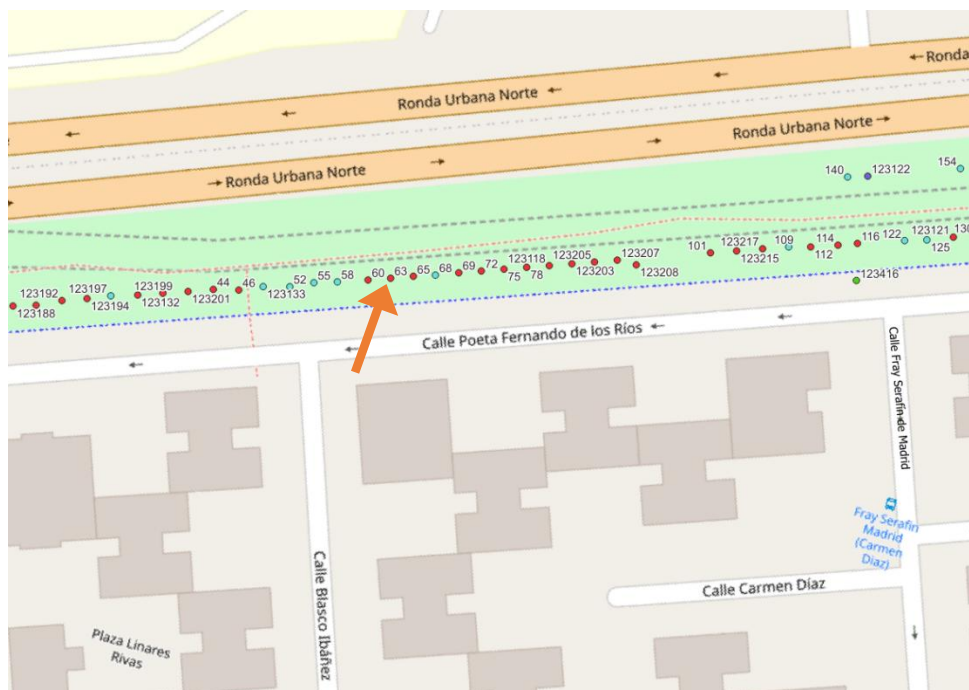 Ronda
Ronda Urbana Norte
Ronda Urbana Norte
Ronda Urbana Norte
140
123122
154
101
123217
109
114
116
122
123121
130
123215
112
125
123118
123205
123207
52
55
58
60
63
65
68
69
72
75
78
123203
123208
123192
123197
123199
44
46
123133
123188
123194
123132
123201
123416
Calle Poeta Fernando de los Ríos
Calle Fray Serafín de Madrid
Fray Serafín
Madrid
(Carmen
Diaz)
Calle Carmen Díaz
Calle Blasco Ibáñez
Plaza Linares
Rivas